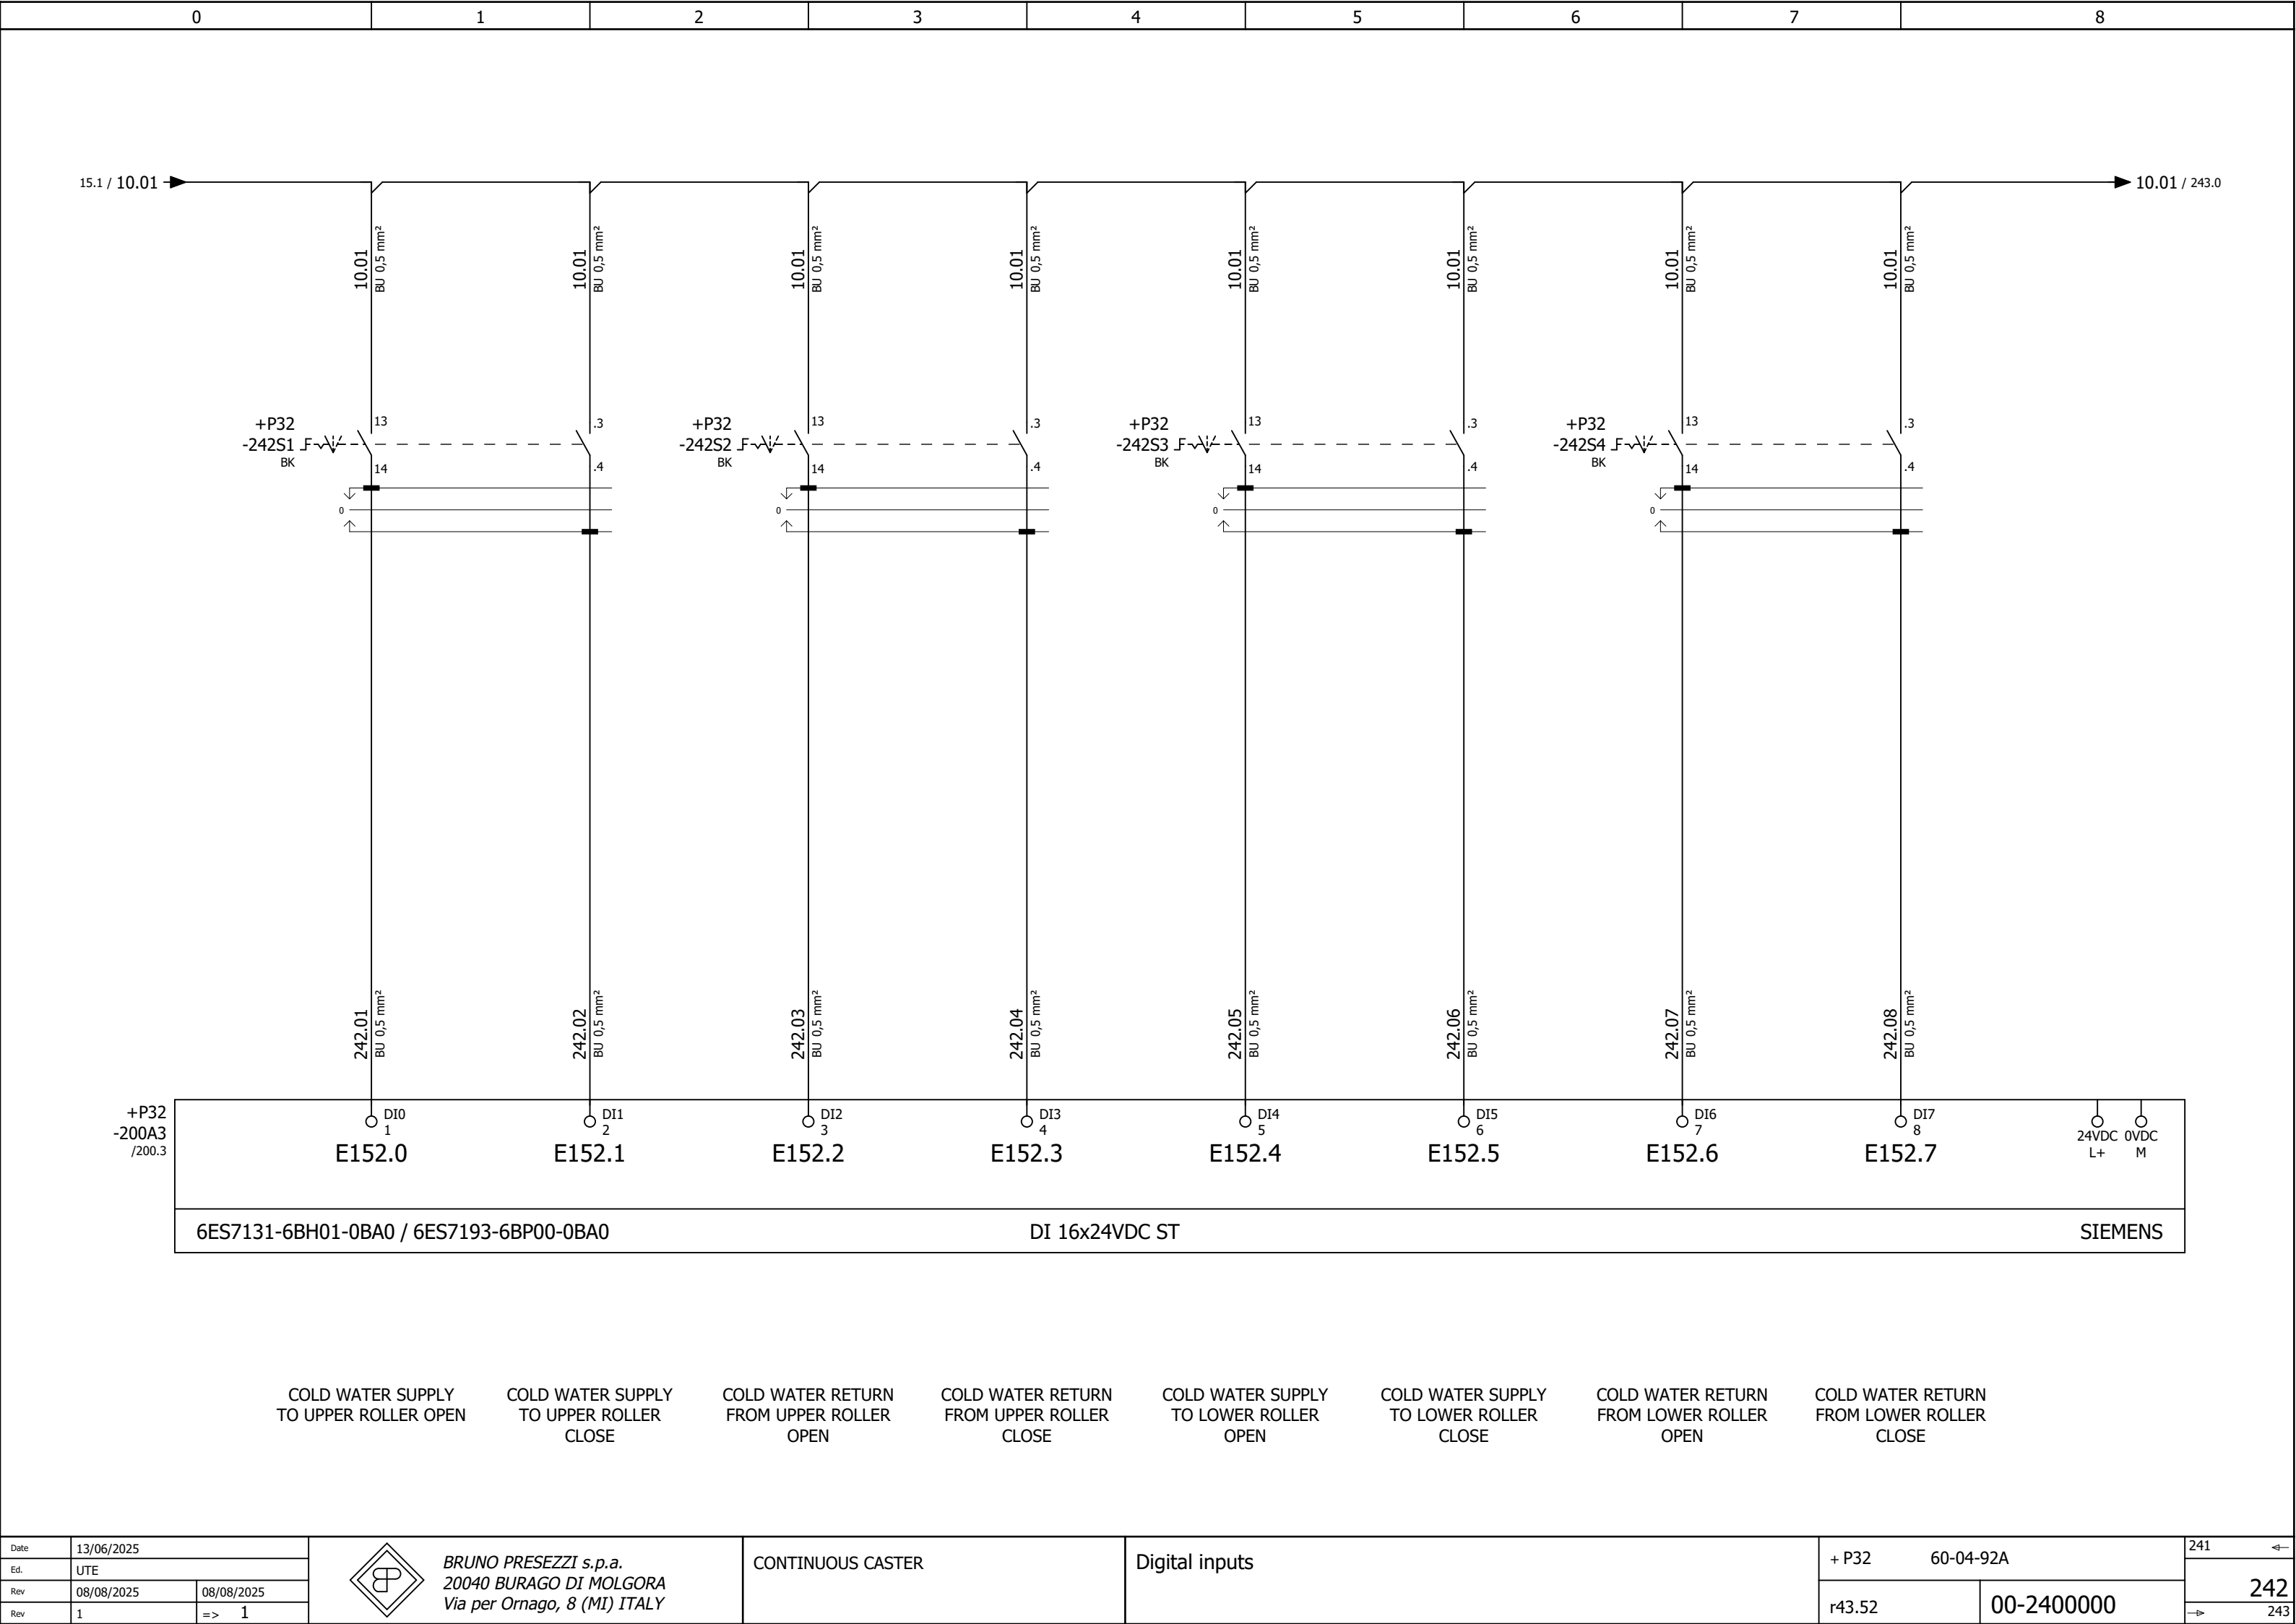 0 1 2 3 4 5 6 7 8
15.1 / 10.01
10.01 / 243.0
10.01 BU 0,5 mm²
10.01 BU 0,5 mm²
10.01 BU 0,5 mm²
10.01 BU 0,5 mm²
10.01 BU 0,5 mm²
10.01 BU 0,5 mm²
10.01 BU 0,5 mm²
10.01 BU 0,5 mm²
+P32
-242S1
BK
13
14
.3
.4
0
+P32
-242S2
BK
13
14
.3
.4
0
+P32
-242S3
BK
13
14
.3
.4
0
+P32
-242S4
BK
13
14
.3
.4
0
242.01 BU 0,5 mm²
242.02 BU 0,5 mm²
242.03 BU 0,5 mm²
242.04 BU 0,5 mm²
242.05 BU 0,5 mm²
242.06 BU 0,5 mm²
242.07 BU 0,5 mm²
242.08 BU 0,5 mm²
+P32
-200A3
/200.3
DI0
1
E152.0
DI1
2
E152.1
DI2
3
E152.2
DI3
4
E152.3
DI4
5
E152.4
DI5
6
E152.5
DI6
7
E152.6
DI7
8
E152.7
24VDC 0VDC
L+ M
6ES7131-6BH01-0BA0 / 6ES7193-6BP00-0BA0
DI 16x24VDC ST
SIEMENS
COLD WATER SUPPLY
TO UPPER ROLLER OPEN
COLD WATER SUPPLY
TO UPPER ROLLER
CLOSE
COLD WATER RETURN
FROM UPPER ROLLER
OPEN
COLD WATER RETURN
FROM UPPER ROLLER
CLOSE
COLD WATER SUPPLY
TO LOWER ROLLER
OPEN
COLD WATER SUPPLY
TO LOWER ROLLER
CLOSE
COLD WATER RETURN
FROM LOWER ROLLER
OPEN
COLD WATER RETURN
FROM LOWER ROLLER
CLOSE
Date 13/06/2025
Ed. UTE
Rev 08/08/2025 08/08/2025
Rev 1 => 1
BRUNO PRESEZZI s.p.a.
20040 BURAGO DI MOLGORA
Via per Ornago, 8 (MI) ITALY
CONTINUOUS CASTER
Digital inputs
+ P32 60-04-92A
r43.52 00-2400000
241
242
243